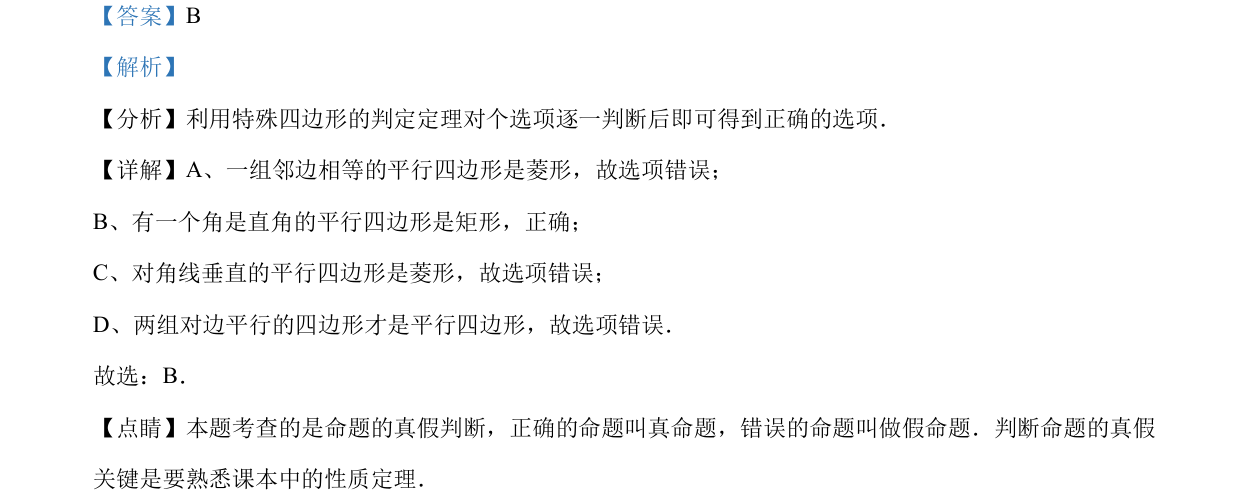 【答案】B
【解析】
【分析】利用特殊四边形的判定定理对个选项逐一判断后即可得到正确的选项．
【详解】A、一组邻边相等的平行四边形是菱形，故选项错误；
B、有一个角是直角的平行四边形是矩形，正确；
C、对角线垂直的平行四边形是菱形，故选项错误；
D、两组对边平行的四边形才是平行四边形，故选项错误．
故选：B．
【点睛】本题考查的是命题的真假判断，正确的命题叫真命题，错误的命题叫做假命题．判断命题的真假
关键是要熟悉课本中的性质定理．